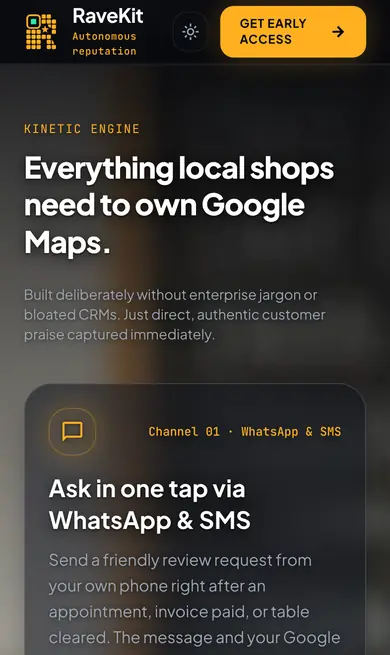 RaveKit
Autonomous
reputation
GET EARLY
ACCESS
KINETIC ENGINE
Everything local shops
need to own Google
Maps.
Built deliberately without enterprise jargon or
bloated CRMs. Just direct, authentic customer
praise captured immediately.
Channel 01 · WhatsApp & SMS
Ask in one tap via
WhatsApp & SMS
Send a friendly review request from
your own phone right after an
appointment, invoice paid, or table
cleared. The message and your Google